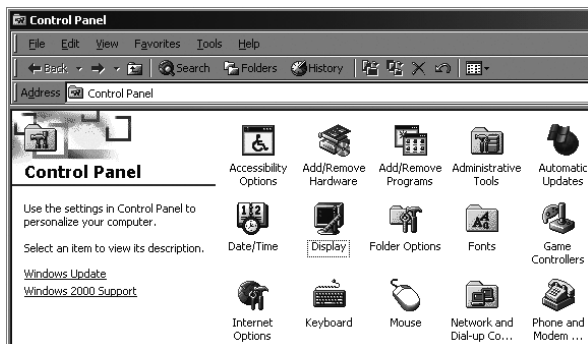 Control Panel
File Edit View Favorites Tools Help
Back Search Folders History
Address Control Panel
Control Panel
Use the settings in Control Panel to
personalize your computer.
Select an item to view its description.
Windows Update
Windows 2000 Support
Accessibility
Options
Add/Remove
Hardware
Add/Remove
Programs
Administrative
Tools
Automatic
Updates
Date/Time
Display
Folder Options
Fonts
Game
Controllers
Internet
Options
Keyboard
Mouse
Network and
Dial-up Co...
Phone and
Modem ...